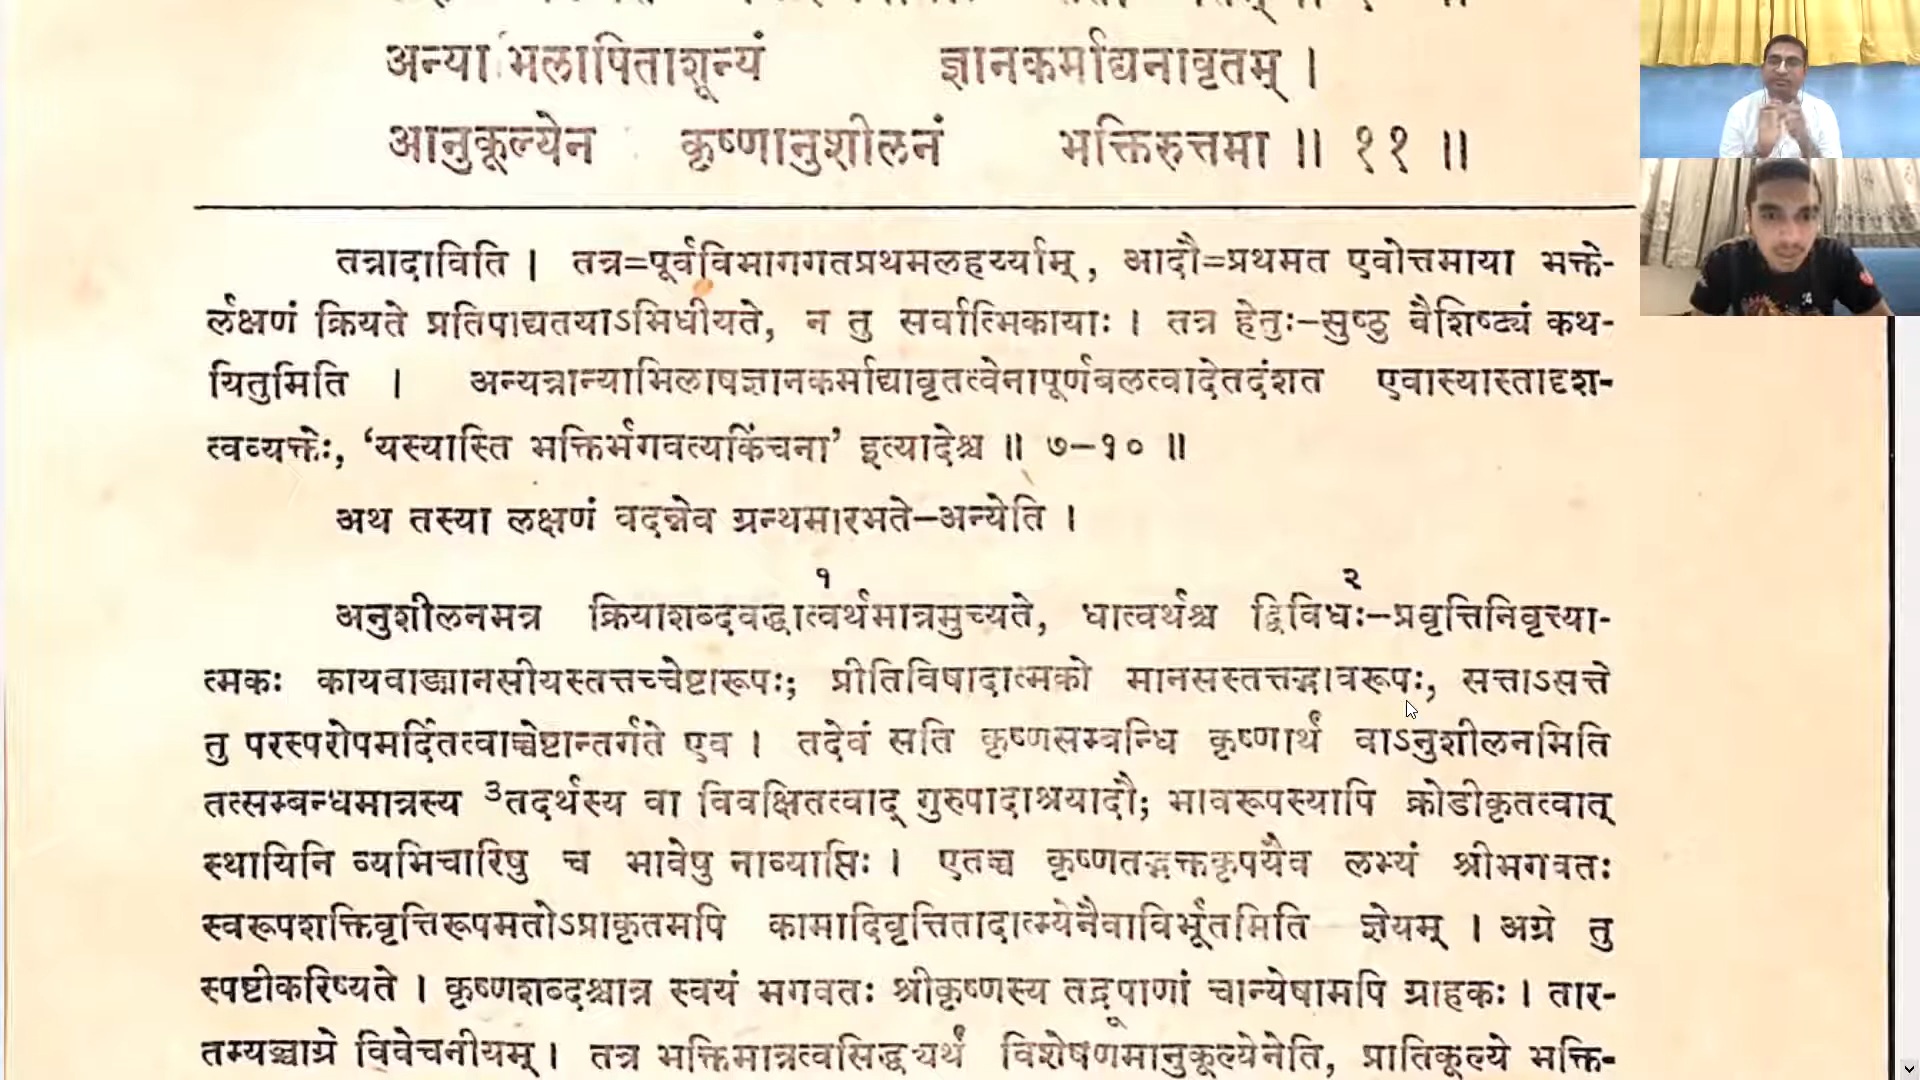 अन्याभिलाषिताशून्यं ज्ञानकर्माद्यनावृतम् ।
आनुकूल्येन कृष्णानुशीलनं भक्तिरुत्तमा ॥ ११ ॥
तत्रादाविति । तत्र=पूर्वविभागगतप्रथमलहर्य्याम् , आदौ=प्रथमत एवोत्तमाया भक्ते-
र्लक्षणं क्रियते प्रतिपाद्यतयाऽभिधीयते, न तु सर्वात्मिकायाः । तत्र हेतुः–सुष्ठु वैशिष्ट्यं कथ-
यितुमिति । अन्यत्रान्याभिलाषज्ञानकर्माद्यावृतत्वेनापूर्णबलत्वादेतदंशत एवास्यास्तादृश-
त्वव्यक्तेः, ‘यस्यास्ति भक्तिर्भगवत्यकिंचना’ इत्यादेश्च ॥ ७–१० ॥
अथ तस्या लक्षणं वदन्नेव ग्रन्थमारभते–अन्येति ।
१ २
अनुशीलनमत्र क्रियाशब्दवद्धात्वर्थमात्रमुच्यते, धात्वर्थश्च द्विविधः–प्रवृत्तिनिवृत्त्या-
त्मकः कायवाङ्मानसीयस्तत्तच्चेष्टारूपः; प्रीतिविषादात्मको मानसस्तत्तद्भावरूपः, सत्ताऽसत्ते
तु परस्परोपमर्दितत्वाच्चेष्टान्तर्गते एव । तदेवं सति कृष्णसम्बन्धि कृष्णार्थं वाऽनुशीलनमिति
तत्सम्बन्धमात्रस्य ३तदर्थस्य वा विवक्षितत्वाद् गुरुपादाश्रयादौ; भावरूपस्यापि क्रोडीकृतत्वात्
स्थायिनि व्यभिचारिषु च भावेषु नाव्याप्तिः । एतच्च कृष्णतद्भक्तकृपयैव लभ्यं श्रीभगवतः
स्वरूपशक्तिवृत्तिरूपमतोऽप्राकृतमपि कामादिवृत्तितादात्म्येनैवाविर्भूतमिति ज्ञेयम् । अग्रे तु
स्पष्टीकरिष्यते । कृष्णशब्दश्चात्र स्वयं भगवतः श्रीकृष्णस्य तद्रूपाणां चान्येषामपि ग्राहकः । तार-
तम्यञ्चाग्रे विवेचनीयम् । तत्र भक्तिमात्रत्वसिद्ध्यर्थं विशेषणमानुकूल्येनेति, प्रातिकूल्ये भक्ति-